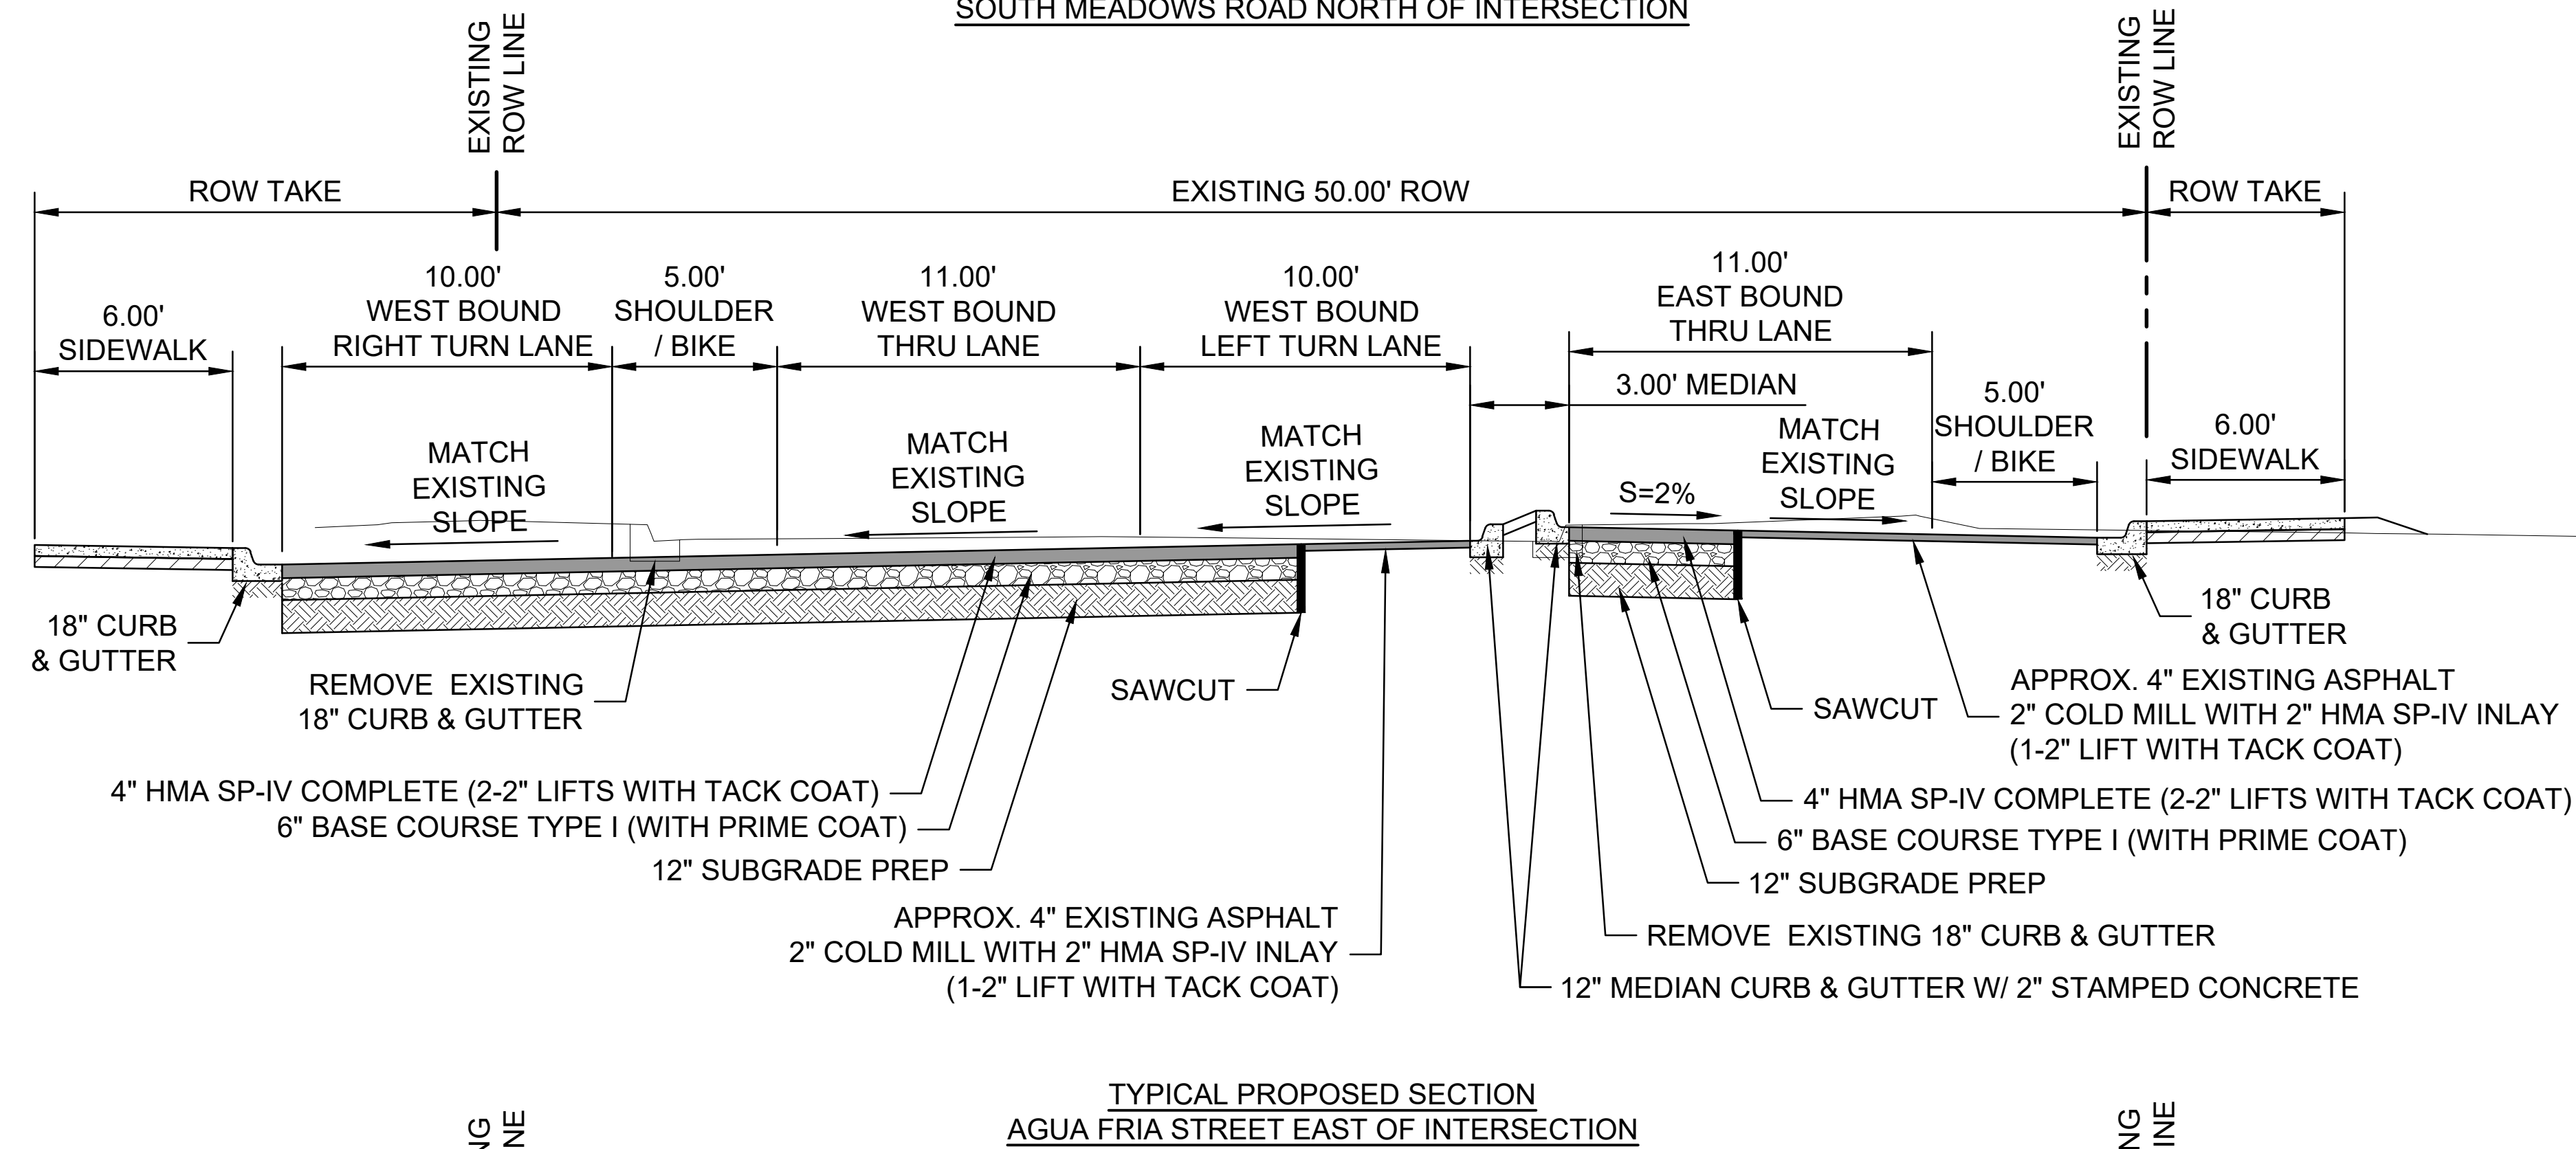 SOUTH MEADOWS ROAD NORTH OF INTERSECTION
EXISTING
ROW LINE
EXISTING
ROW LINE
ROW TAKE
EXISTING 50.00' ROW
ROW TAKE
6.00'
SIDEWALK
10.00'
WEST BOUND
RIGHT TURN LANE
5.00'
SHOULDER
/ BIKE
11.00'
WEST BOUND
THRU LANE
10.00'
WEST BOUND
LEFT TURN LANE
11.00'
EAST BOUND
THRU LANE
3.00' MEDIAN
5.00'
SHOULDER
/ BIKE
6.00'
SIDEWALK
MATCH
EXISTING
SLOPE
MATCH
EXISTING
SLOPE
MATCH
EXISTING
SLOPE
S=2%
MATCH
EXISTING
SLOPE
18" CURB
& GUTTER
REMOVE EXISTING
18" CURB & GUTTER
SAWCUT
4" HMA SP-IV COMPLETE (2-2" LIFTS WITH TACK COAT)
6" BASE COURSE TYPE I (WITH PRIME COAT)
12" SUBGRADE PREP
APPROX. 4" EXISTING ASPHALT
2" COLD MILL WITH 2" HMA SP-IV INLAY
(1-2" LIFT WITH TACK COAT)
18" CURB
& GUTTER
SAWCUT
APPROX. 4" EXISTING ASPHALT
2" COLD MILL WITH 2" HMA SP-IV INLAY
(1-2" LIFT WITH TACK COAT)
4" HMA SP-IV COMPLETE (2-2" LIFTS WITH TACK COAT)
6" BASE COURSE TYPE I (WITH PRIME COAT)
12" SUBGRADE PREP
REMOVE EXISTING 18" CURB & GUTTER
12" MEDIAN CURB & GUTTER W/ 2" STAMPED CONCRETE
TYPICAL PROPOSED SECTION
AGUA FRIA STREET EAST OF INTERSECTION